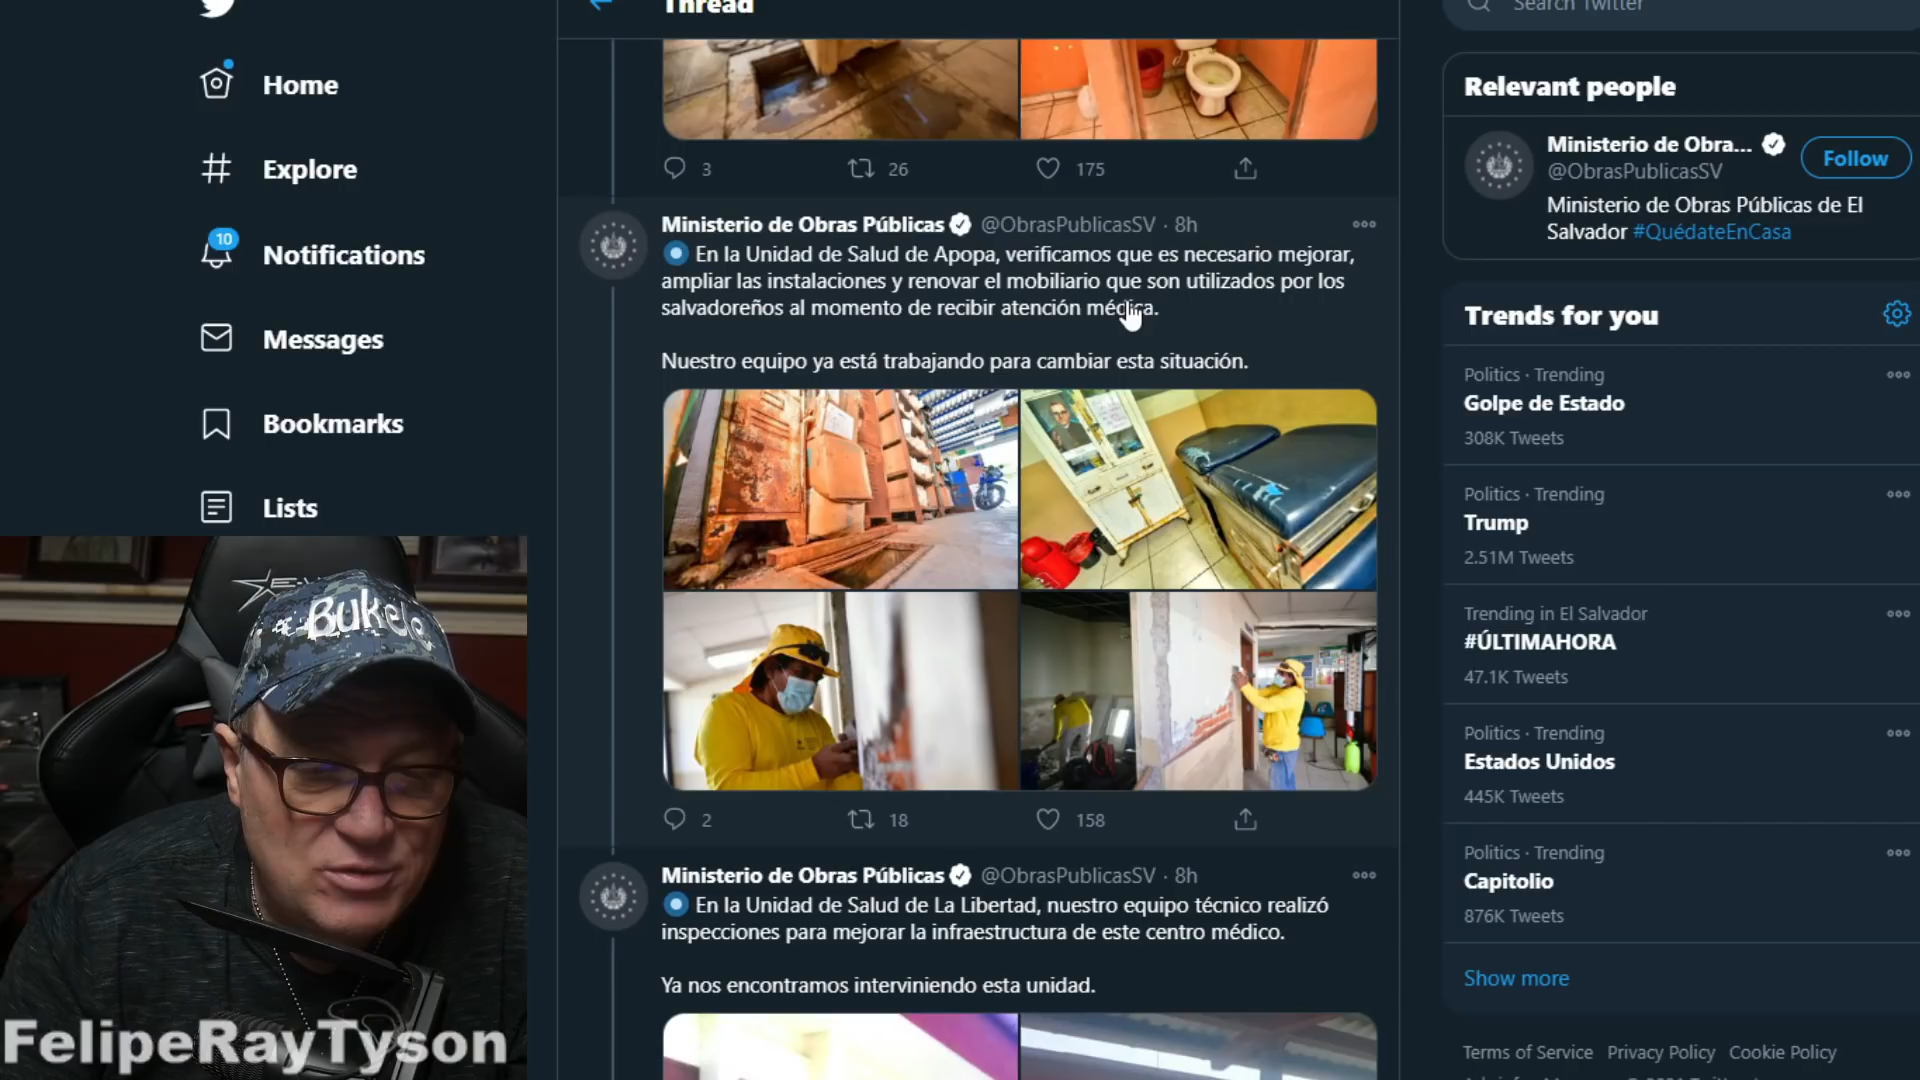 Thread
Search Twitter
Home
Explore
10
Notifications
Messages
Bookmarks
Lists
3 26 175
Ministerio de Obras Públicas @ObrasPublicasSV · 8h
En la Unidad de Salud de Apopa, verificamos que es necesario mejorar,
ampliar las instalaciones y renovar el mobiliario que son utilizados por los
salvadoreños al momento de recibir atención médica.
Nuestro equipo ya está trabajando para cambiar esta situación.
2 18 158
Ministerio de Obras Públicas @ObrasPublicasSV · 8h
En la Unidad de Salud de La Libertad, nuestro equipo técnico realizó
inspecciones para mejorar la infraestructura de este centro médico.
Ya nos encontramos interviniendo esta unidad.
Relevant people
Ministerio de Obra...
@ObrasPublicasSV
Follow
Ministerio de Obras Públicas de El
Salvador #QuédateEnCasa
Trends for you
Politics · Trending
Golpe de Estado
308K Tweets
Politics · Trending
Trump
2.51M Tweets
Trending in El Salvador
#ÚLTIMAHORA
47.1K Tweets
Politics · Trending
Estados Unidos
445K Tweets
Politics · Trending
Capitolio
876K Tweets
Show more
Terms of Service Privacy Policy Cookie Policy
Bukele
FelipeRayTyson